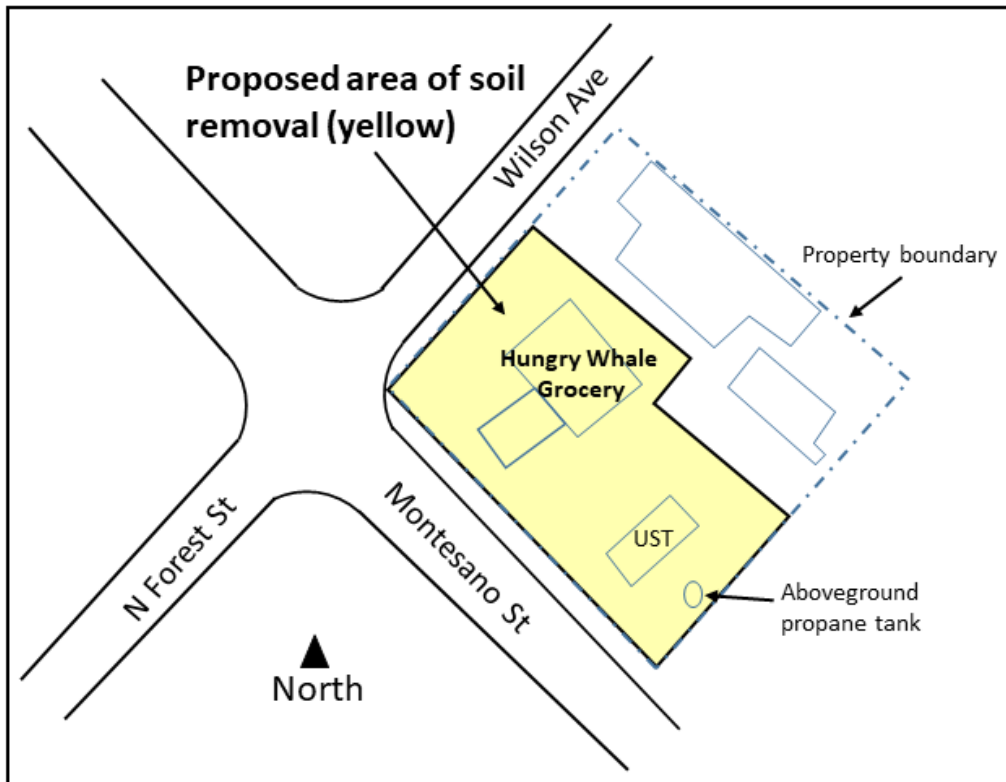 Proposed area of soil
removal (yellow)
Wilson Ave
Property boundary
Hungry Whale
Grocery
N Forest St
Montesano St
UST
Aboveground
propane tank
North